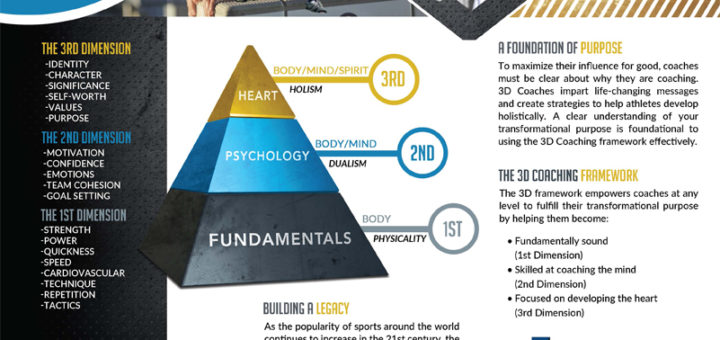 THE 3RD DIMENSION
-IDENTITY
-CHARACTER
-SIGNIFICANCE
-SELF-WORTH
-VALUES
-PURPOSE
THE 2ND DIMENSION
-MOTIVATION
-CONFIDENCE
-EMOTIONS
-TEAM COHESION
-GOAL SETTING
THE 1ST DIMENSION
-STRENGTH
-POWER
-QUICKNESS
-SPEED
-CARDIOVASCULAR
-TECHNIQUE
-REPETITION
-TACTICS
HEART
BODY/MIND/SPIRIT
HOLISM
3RD
PSYCHOLOGY
BODY/MIND
DUALISM
2ND
FUNDAMENTALS
BODY
PHYSICALITY
1ST
BUILDING A LEGACY
As the popularity of sports around the world
continues to increase in the 21st century, the
A FOUNDATION OF PURPOSE
To maximize their influence for good, coaches
must be clear about why they are coaching.
3D Coaches impart life-changing messages
and create strategies to help athletes develop
holistically. A clear understanding of your
transformational purpose is foundational to
using the 3D Coaching framework effectively.
THE 3D COACHING FRAMEWORK
The 3D framework empowers coaches at any
level to fulfill their transformational purpose
by helping them become:
• Fundamentally sound
(1st Dimension)
• Skilled at coaching the mind
(2nd Dimension)
• Focused on developing the heart
(3rd Dimension)